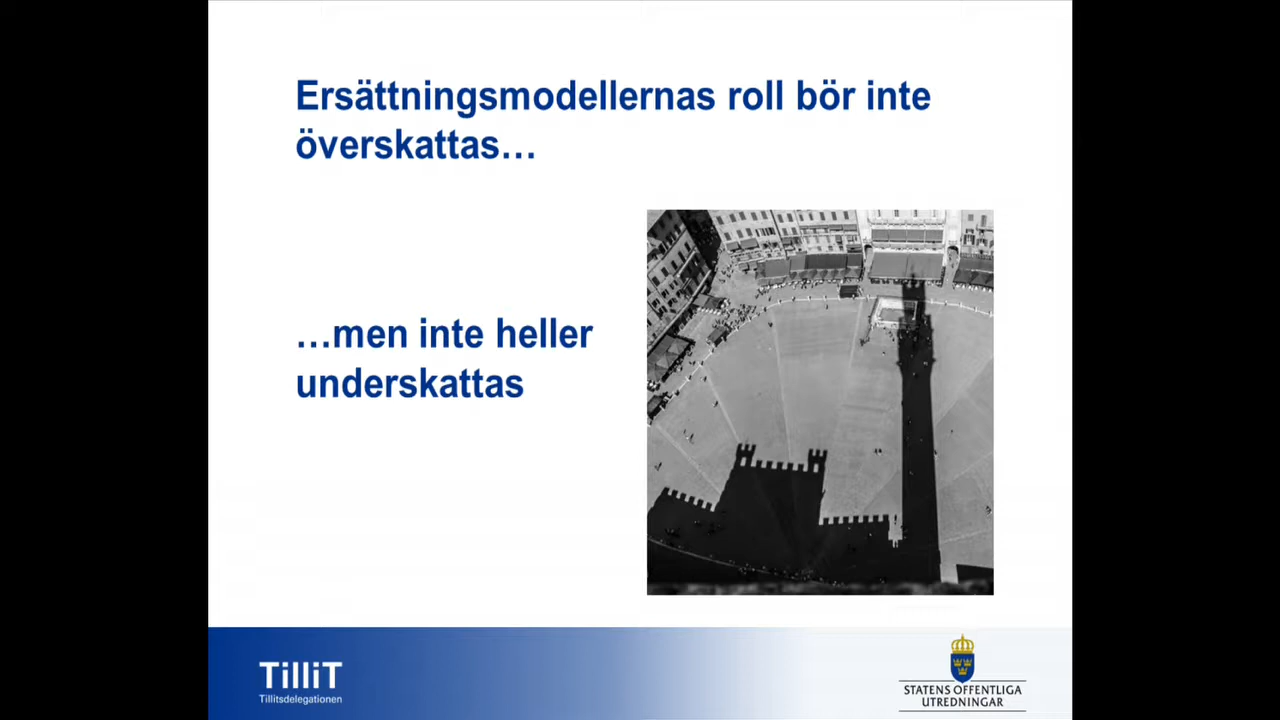 Ersättningsmodellernas roll bör inte
överskattas…
…men inte heller
underskattas
TilliT
Tillitsdelegationen
STATENS OFFENTLIGA
UTREDNINGAR